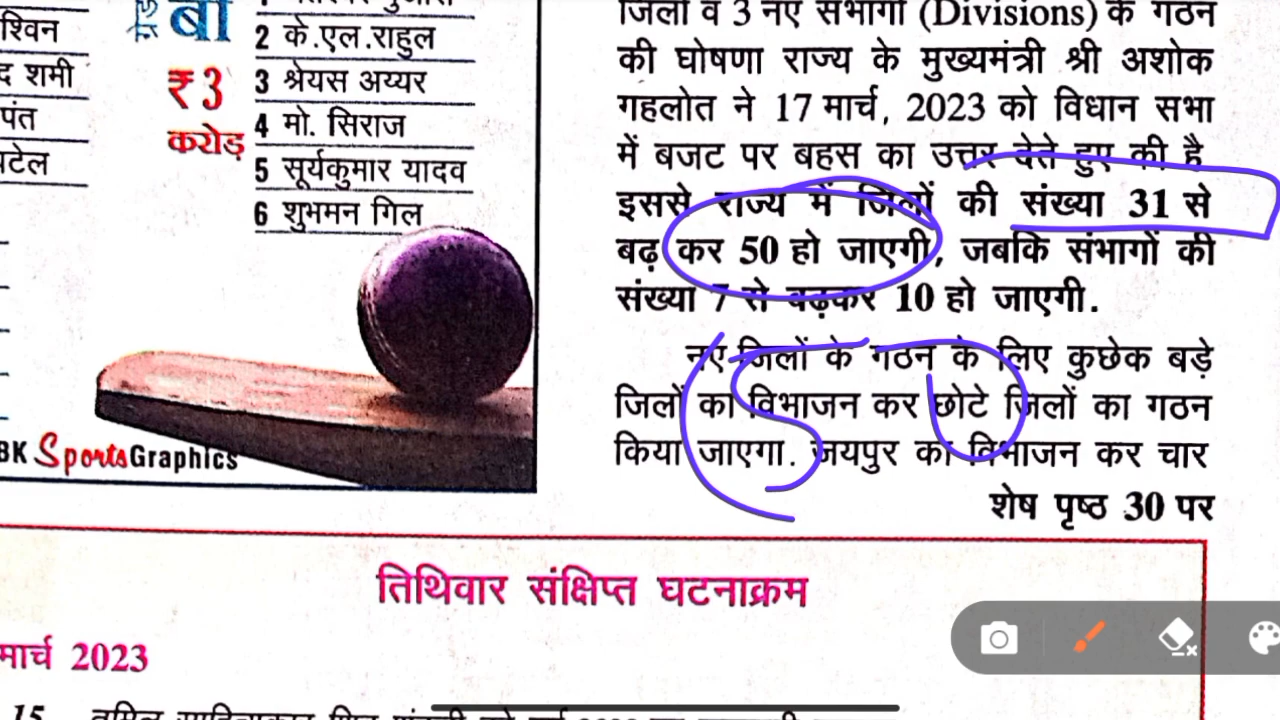 श्विन
द शमी
पंत
पटेल
₹3
करोड़
2 के.एल.राहुल
3 श्रेयस अय्यर
4 मो. सिराज
5 सूर्यकुमार यादव
6 शुभमन गिल
BK SportsGraphics
जिलों व 3 नए संभागों (Divisions) के गठन
की घोषणा राज्य के मुख्यमंत्री श्री अशोक
गहलोत ने 17 मार्च, 2023 को विधान सभा
में बजट पर बहस का उत्तर देते हुए की है
इससे राज्य में जिलों की संख्या 31 से
बढ़ कर 50 हो जाएगी, जबकि संभागों की
संख्या 7 से बढ़कर 10 हो जाएगी.
नए जिलों के गठन के लिए कुछेक बड़े
जिलों का विभाजन कर छोटे जिलों का गठन
किया जाएगा. जयपुर का विभाजन कर चार
शेष पृष्ठ 30 पर
तिथिवार संक्षिप्त घटनाक्रम
मार्च 2023
15
50